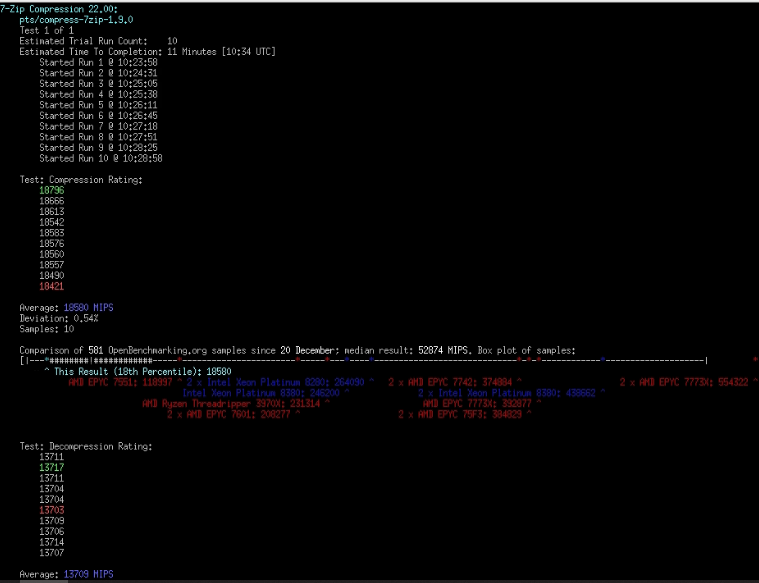 7-Zip Compression 22.00:
pts/compress-7zip-1.9.0
Test 1 of 1
Estimated Trial Run Count: 10
Estimated Time To Completion: 11 Minutes [10:34 UTC]
Started Run 1 @ 10:23:58
Started Run 2 @ 10:24:31
Started Run 3 @ 10:25:05
Started Run 4 @ 10:25:38
Started Run 5 @ 10:26:11
Started Run 6 @ 10:26:45
Started Run 7 @ 10:27:18
Started Run 8 @ 10:27:51
Started Run 9 @ 10:28:25
Started Run 10 @ 10:28:58
Test: Compression Rating:
18796
18666
18613
18542
18583
18576
18560
18557
18490
18421
Average: 18580 MIPS
Deviation: 0.54%
Samples: 10
Comparison of 581 OpenBenchmarking.org samples since 20 December; median result: 52874 MIPS. Box plot of samples:
[|----*########!############-----*-----------------------*-----*---*----*-----------------------------*-*-*------------*--------------------| *
^ This Result (18th Percentile): 18580
AMD EPYC 7551: 118997 ^ 2 x Intel Xeon Platinum 8280: 264090 ^ 2 x AMD EPYC 7742: 374884 ^ 2 x AMD EPYC 7773X: 554322 ^
Intel Xeon Platinum 8380: 246200 ^ 2 x Intel Xeon Platinum 8380: 438662 ^
AMD Ryzen Threadripper 3970X: 231314 ^ AMD EPYC 7773X: 392877 ^
2 x AMD EPYC 7601: 208277 ^ 2 x AMD EPYC 75F3: 384829 ^
Test: Decompression Rating:
13711
13717
13711
13704
13704
13703
13709
13706
13714
13707
Average: 13709 MIPS